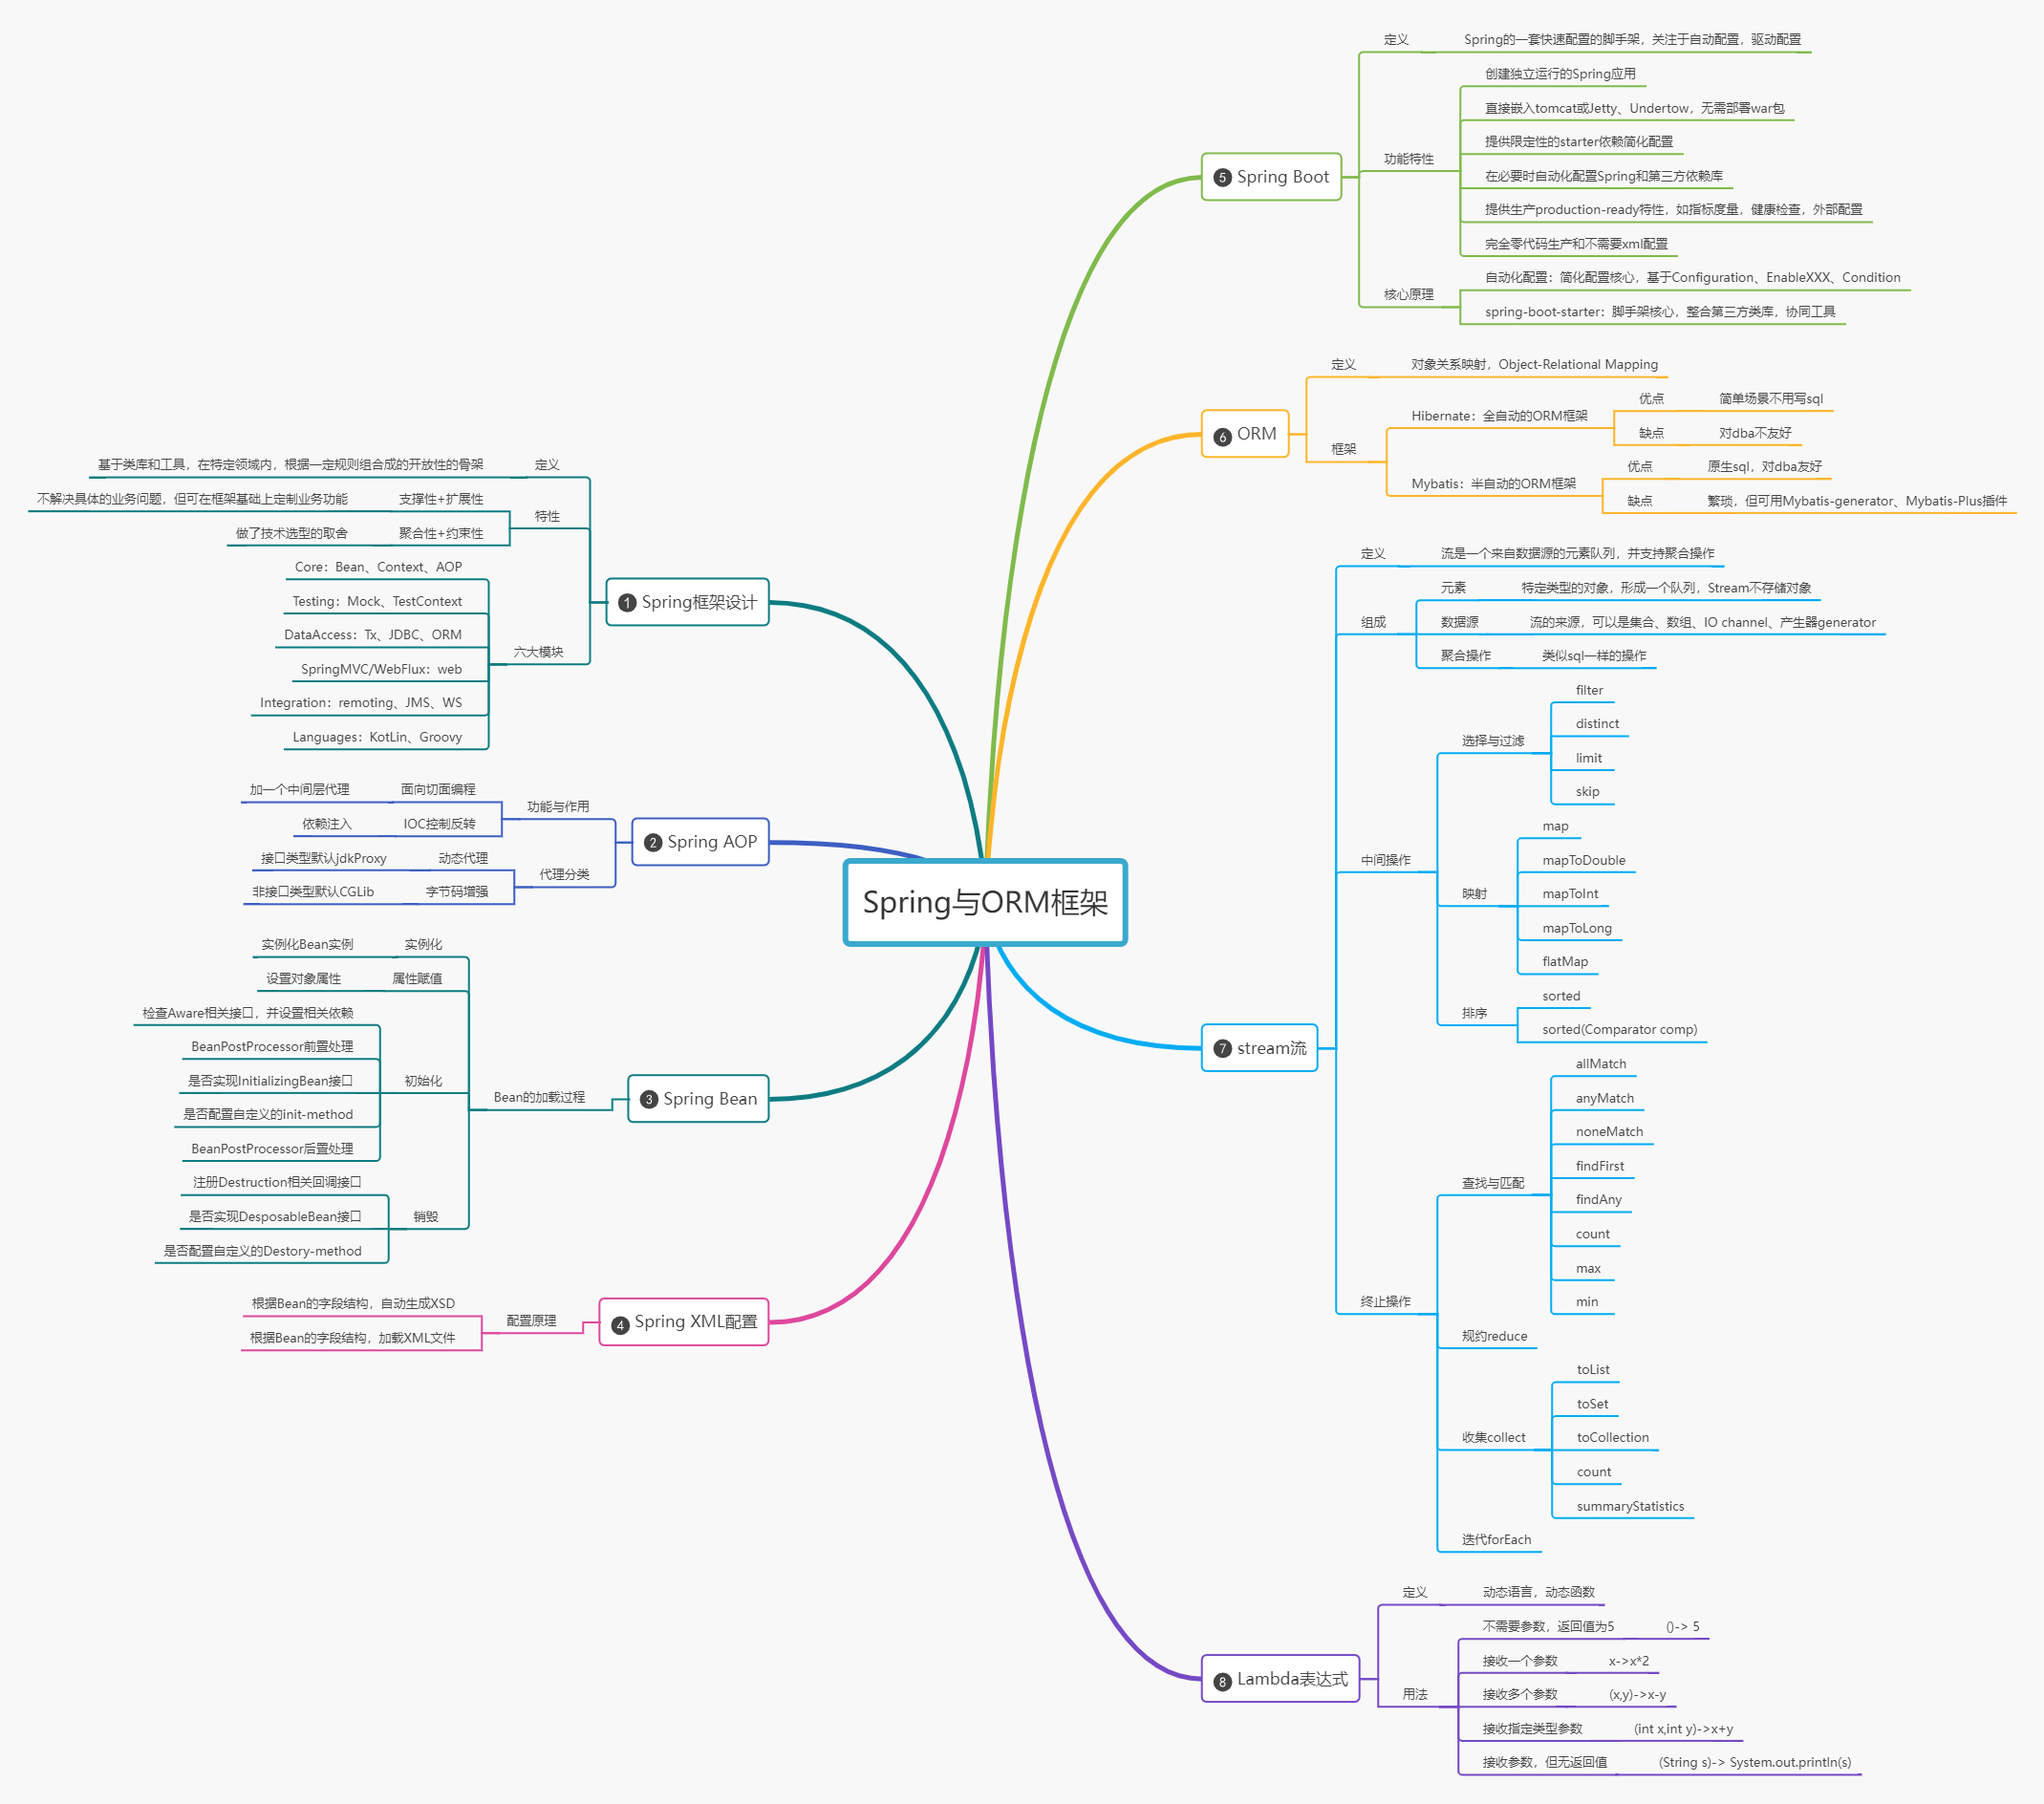 Spring与ORM框架
1 Spring框架设计
定义
基于类库和工具，在特定领域内，根据一定规则组合成的开放性的骨架
特性
支撑性+扩展性
不解决具体的业务问题，但可在框架基础上定制业务功能
聚合性+约束性
做了技术选型的取舍
六大模块
Core：Bean、Context、AOP
Testing：Mock、TestContext
DataAccess：Tx、JDBC、ORM
SpringMVC/WebFlux：web
Integration：remoting、JMS、WS
Languages：KotLin、Groovy
2 Spring AOP
功能与作用
面向切面编程
加一个中间层代理
IOC控制反转
依赖注入
代理分类
动态代理
接口类型默认jdkProxy
字节码增强
非接口类型默认CGLib
3 Spring Bean
Bean的加载过程
实例化
实例化Bean实例
属性赋值
设置对象属性
初始化
检查Aware相关接口，并设置相关依赖
BeanPostProcessor前置处理
是否实现InitializingBean接口
是否配置自定义的init-method
BeanPostProcessor后置处理
销毁
注册Destruction相关回调接口
是否实现DesposableBean接口
是否配置自定义的Destory-method
4 Spring XML配置
配置原理
根据Bean的字段结构，自动生成XSD
根据Bean的字段结构，加载XML文件
5 Spring Boot
定义
Spring的一套快速配置的脚手架，关注于自动配置，驱动配置
功能特性
创建独立运行的Spring应用
直接嵌入tomcat或Jetty、Undertow，无需部署war包
提供限定性的starter依赖简化配置
在必要时自动化配置Spring和第三方依赖库
提供生产production-ready特性，如指标度量，健康检查，外部配置
完全零代码生产和不需要xml配置
核心原理
自动化配置：简化配置核心，基于Configuration、EnableXXX、Condition
spring-boot-starter：脚手架核心，整合第三方类库，协同工具
6 ORM
定义
对象关系映射，Object-Relational Mapping
框架
Hibernate：全自动的ORM框架
优点
简单场景不用写sql
缺点
对dba不友好
Mybatis：半自动的ORM框架
优点
原生sql，对dba友好
缺点
繁琐，但可用Mybatis-generator、Mybatis-Plus插件
7 stream流
定义
流是一个来自数据源的元素队列，并支持聚合操作
组成
元素
特定类型的对象，形成一个队列，Stream不存储对象
数据源
流的来源，可以是集合、数组、IO channel、产生器generator
聚合操作
类似sql一样的操作
中间操作
选择与过滤
filter
distinct
limit
skip
映射
map
mapToDouble
mapToInt
mapToLong
flatMap
排序
sorted
sorted(Comparator comp)
终止操作
查找与匹配
allMatch
anyMatch
noneMatch
findFirst
findAny
count
max
min
规约reduce
收集collect
toList
toSet
toCollection
count
summaryStatistics
迭代forEach
8 Lambda表达式
定义
动态语言，动态函数
用法
不需要参数，返回值为5
()-> 5
接收一个参数
x->x*2
接收多个参数
(x,y)->x-y
接收指定类型参数
(int x,int y)->x+y
接收参数，但无返回值
(String s)-> System.out.println(s)